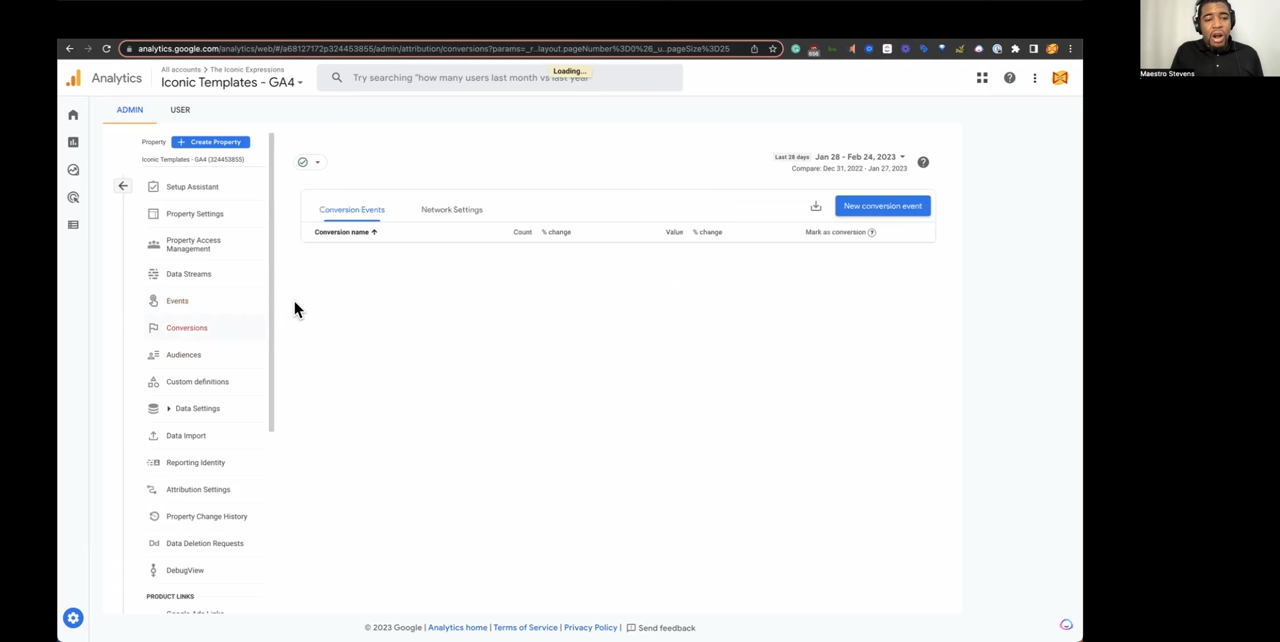 analytics.google.com/analytics/web/#/a68127172p324453855/admin/attribution/conversions?params=_r..layout.pageNumber%3D0%26_u..pageSize%3D25
Maestro Stevens
Analytics
All accounts > The Iconic Expressions
Iconic Templates - GA4
Try searching "how many users last month vs last year"
Loading...
ADMIN
USER
Property
+ Create Property
Iconic Templates - GA4 (324453855)
Setup Assistant
Property Settings
Property Access
Management
Data Streams
Events
Conversions
Audiences
Custom definitions
Data Settings
Data Import
Reporting Identity
Attribution Settings
Property Change History
Dd Data Deletion Requests
DebugView
PRODUCT LINKS
Google Ads Links
Last 28 days Jan 28 - Feb 24, 2023
Compare: Dec 31, 2022 - Jan 27, 2023
Conversion Events
Network Settings
New conversion event
Conversion name
Count
% change
Value
% change
Mark as conversion
© 2023 Google | Analytics home | Terms of Service | Privacy Policy | Send feedback